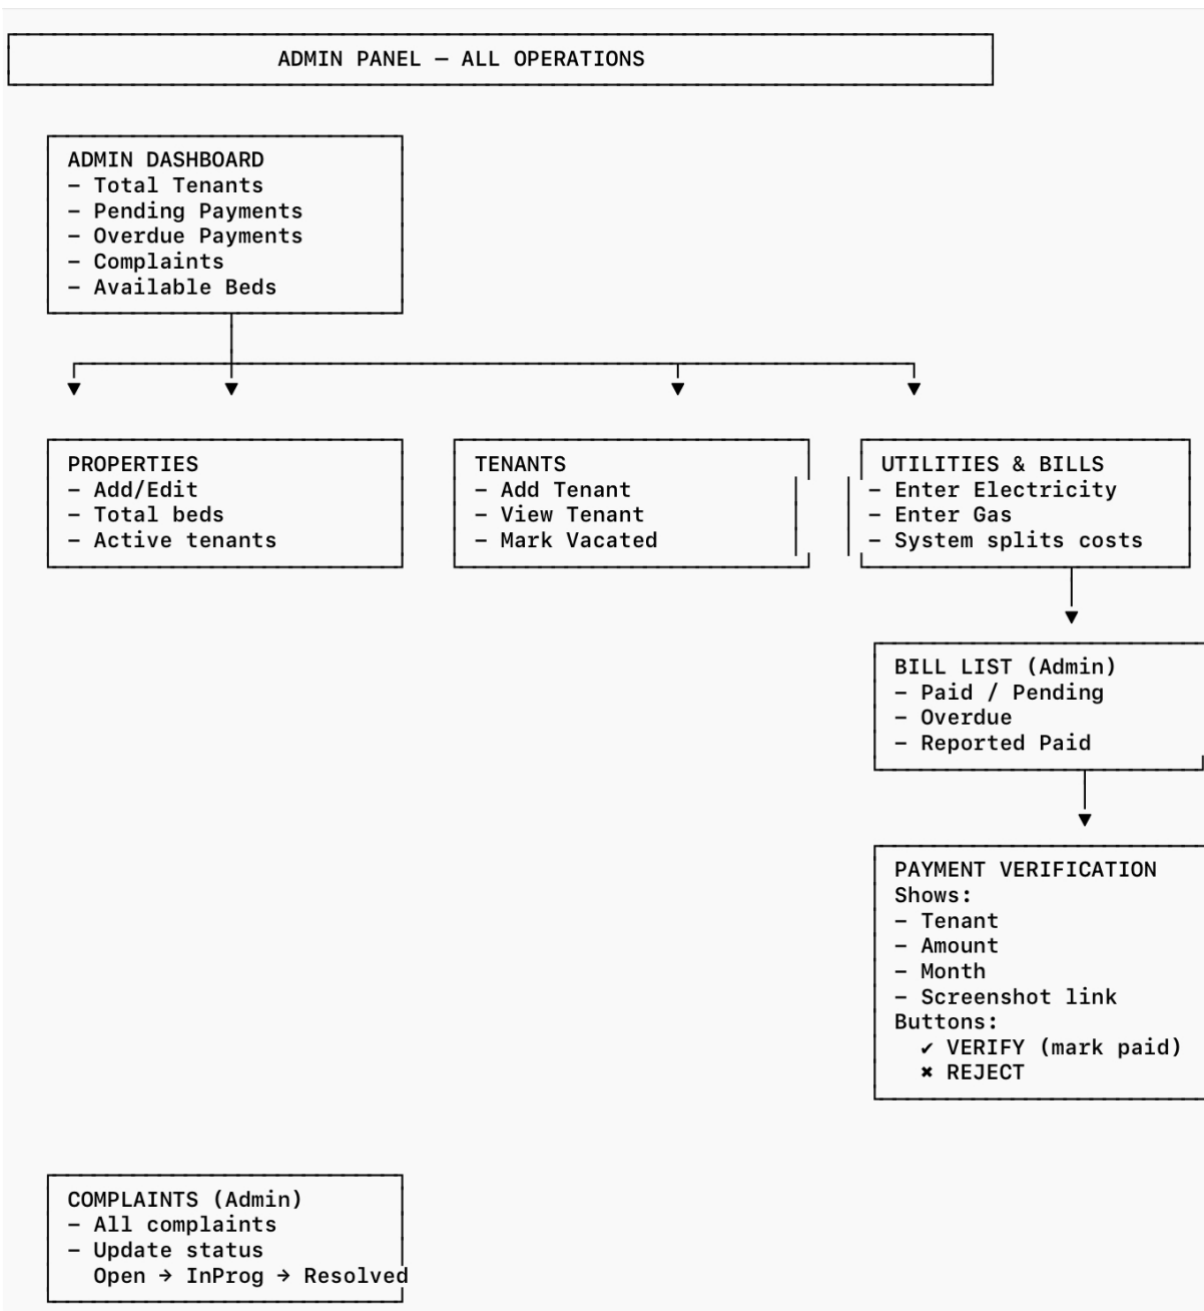 ADMIN PANEL — ALL OPERATIONS
ADMIN DASHBOARD
- Total Tenants
- Pending Payments
- Overdue Payments
- Complaints
- Available Beds
PROPERTIES
- Add/Edit
- Total beds
- Active tenants
TENANTS
- Add Tenant
- View Tenant
- Mark Vacated
UTILITIES & BILLS
- Enter Electricity
- Enter Gas
- System splits costs
BILL LIST (Admin)
- Paid / Pending
- Overdue
- Reported Paid
PAYMENT VERIFICATION
Shows:
- Tenant
- Amount
- Month
- Screenshot link
Buttons:
✔ VERIFY (mark paid)
✖ REJECT
COMPLAINTS (Admin)
- All complaints
- Update status
Open → InProg → Resolved